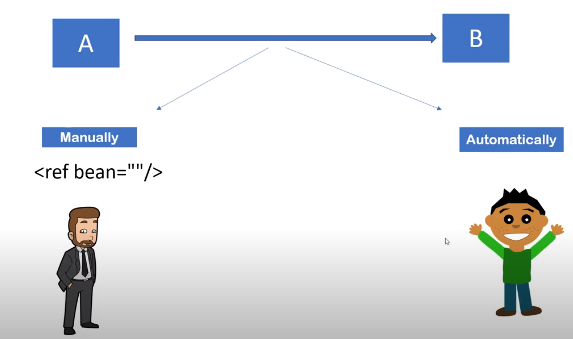 A
B
Manually
Automatically
<ref bean=""/>